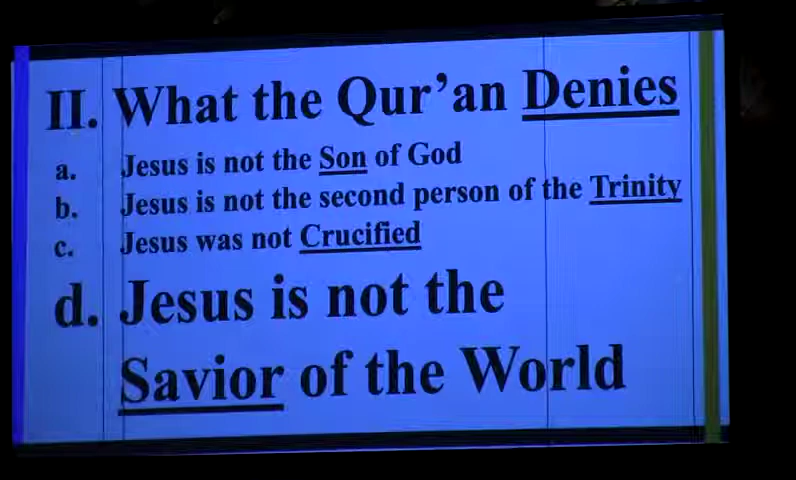 II. What the Qur’an Denies
a. Jesus is not the Son of God
b. Jesus is not the second person of the Trinity
c. Jesus was not Crucified
d. Jesus is not the
Savior of the World